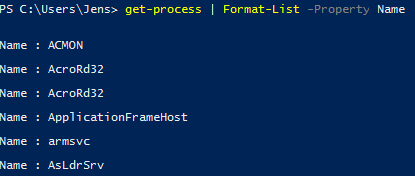 PS C:\Users\Jens> get-process | Format-List -Property Name
Name : ACMON
Name : AcroRd32
Name : AcroRd32
Name : ApplicationFrameHost
Name : armsvc
Name : AsLdrSrv